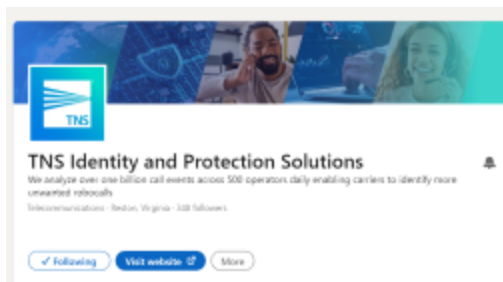 TNS
TNS Identity and Protection Solutions
We analyze over one billion call events across 500 operators daily enabling carriers to identify more
unwanted robocalls
Telecommunications · Reston, Virginia · followers
✓ Following Visit website More